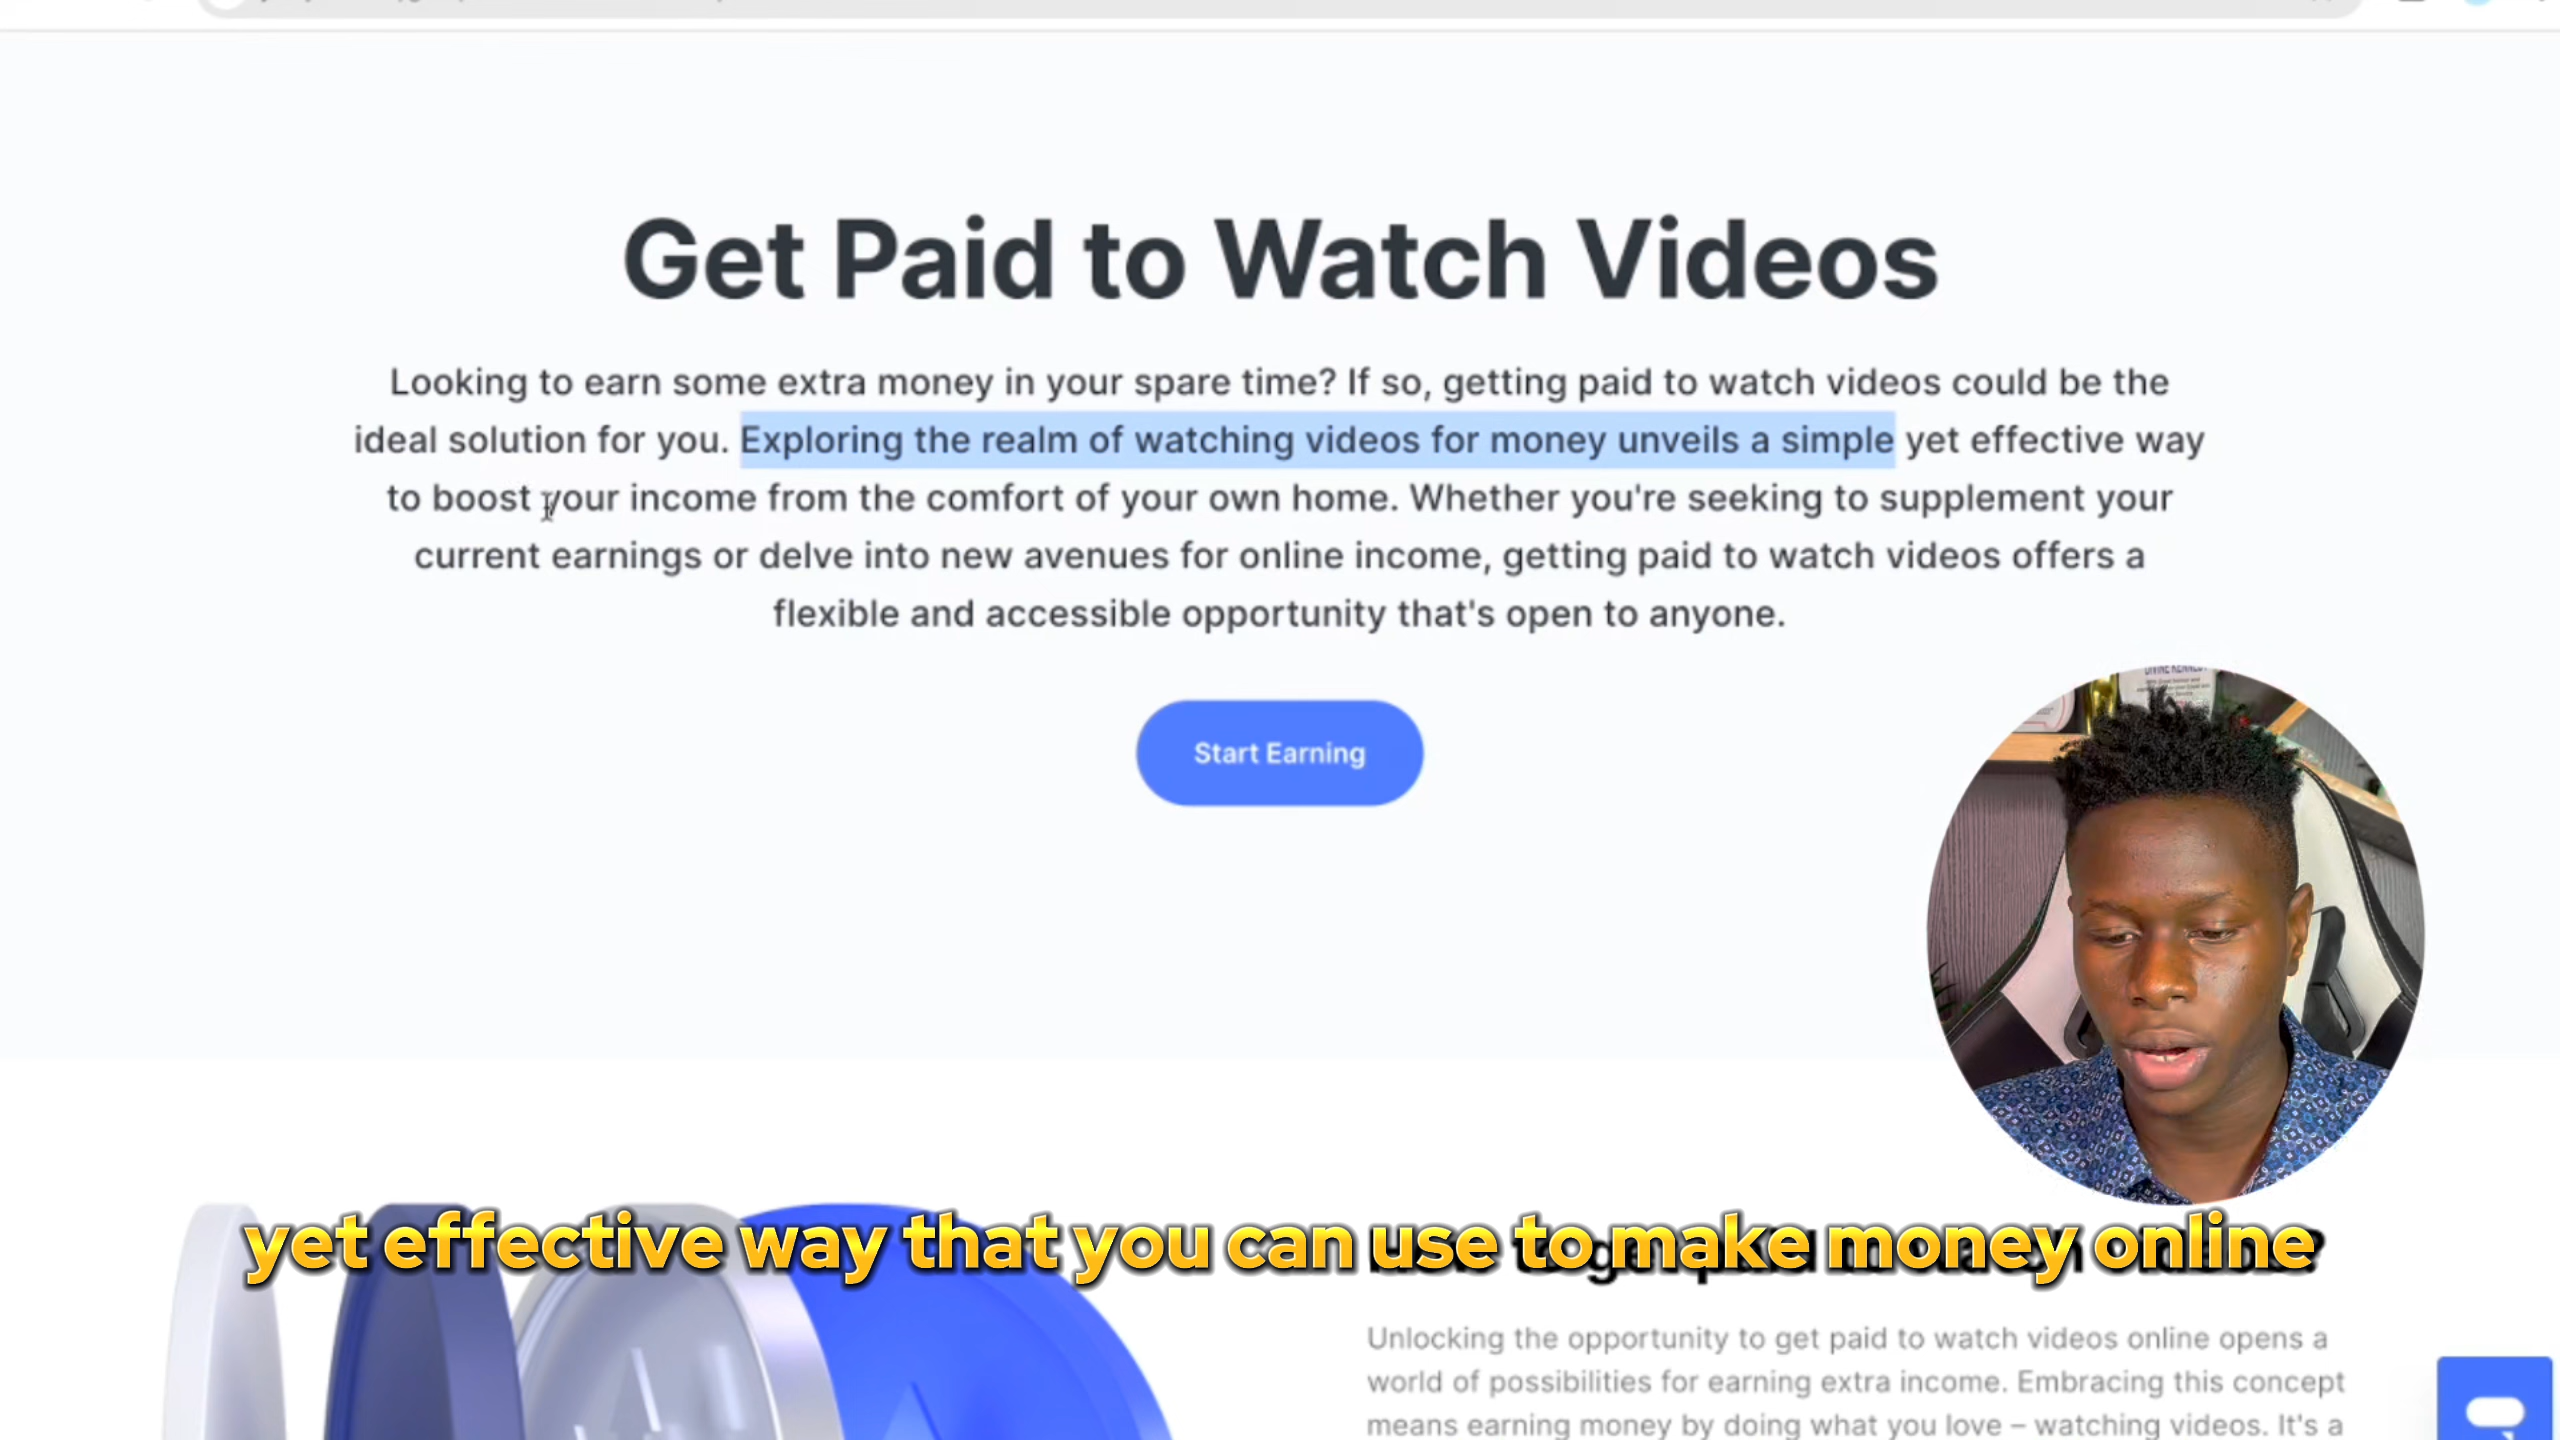 Get Paid to Watch Videos
Looking to earn some extra money in your spare time? If so, getting paid to watch videos could be the
ideal solution for you. Exploring the realm of watching videos for money unveils a simple yet effective way
to boost your income from the comfort of your own home. Whether you're seeking to supplement your
current earnings or delve into new avenues for online income, getting paid to watch videos offers a
flexible and accessible opportunity that's open to anyone.
Start Earning
yet effective way that you can use to make money online
Unlocking the opportunity to get paid to watch videos online opens a
world of possibilities for earning extra income. Embracing this concept
means earning money by doing what you love – watching videos. It's a